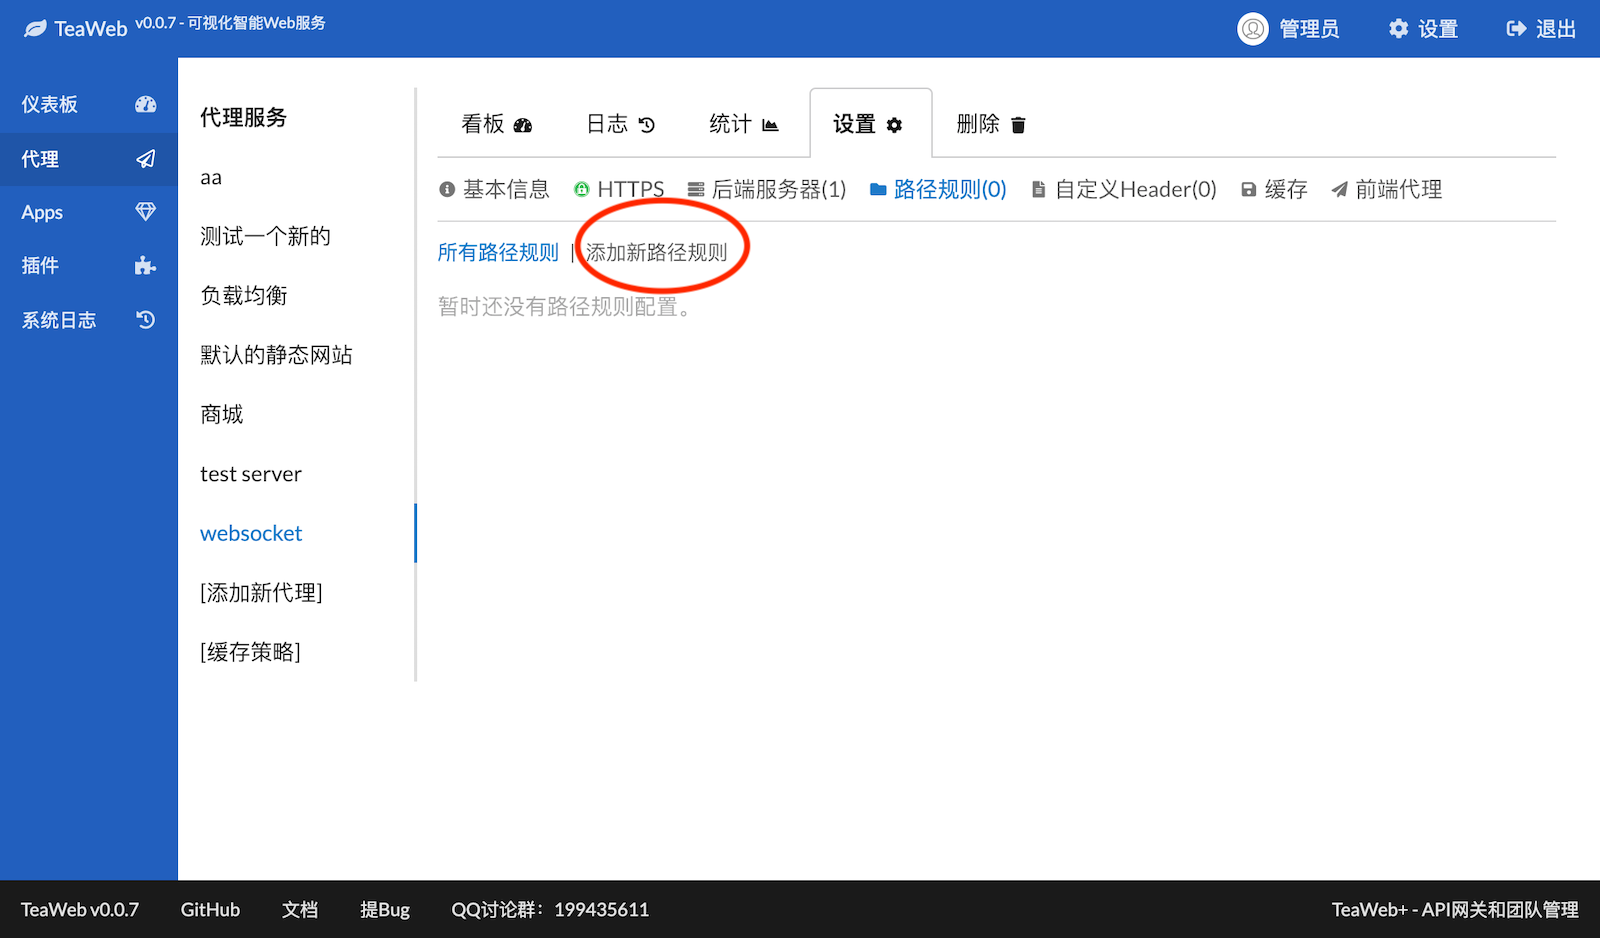 TeaWeb v0.0.7 - 可视化智能Web服务
管理员 设置 退出
仪表板
代理
Apps
插件
系统日志
代理服务
aa
测试一个新的
负载均衡
默认的静态网站
商城
test server
websocket
[添加新代理]
[缓存策略]
看板 日志 统计 设置 删除
基本信息 HTTPS 后端服务器(1) 路径规则(0) 自定义Header(0) 缓存 前端代理
所有路径规则 | 添加新路径规则
暂时还没有路径规则配置。
TeaWeb v0.0.7 GitHub 文档 提Bug QQ讨论群：199435611 TeaWeb+ - API网关和团队管理